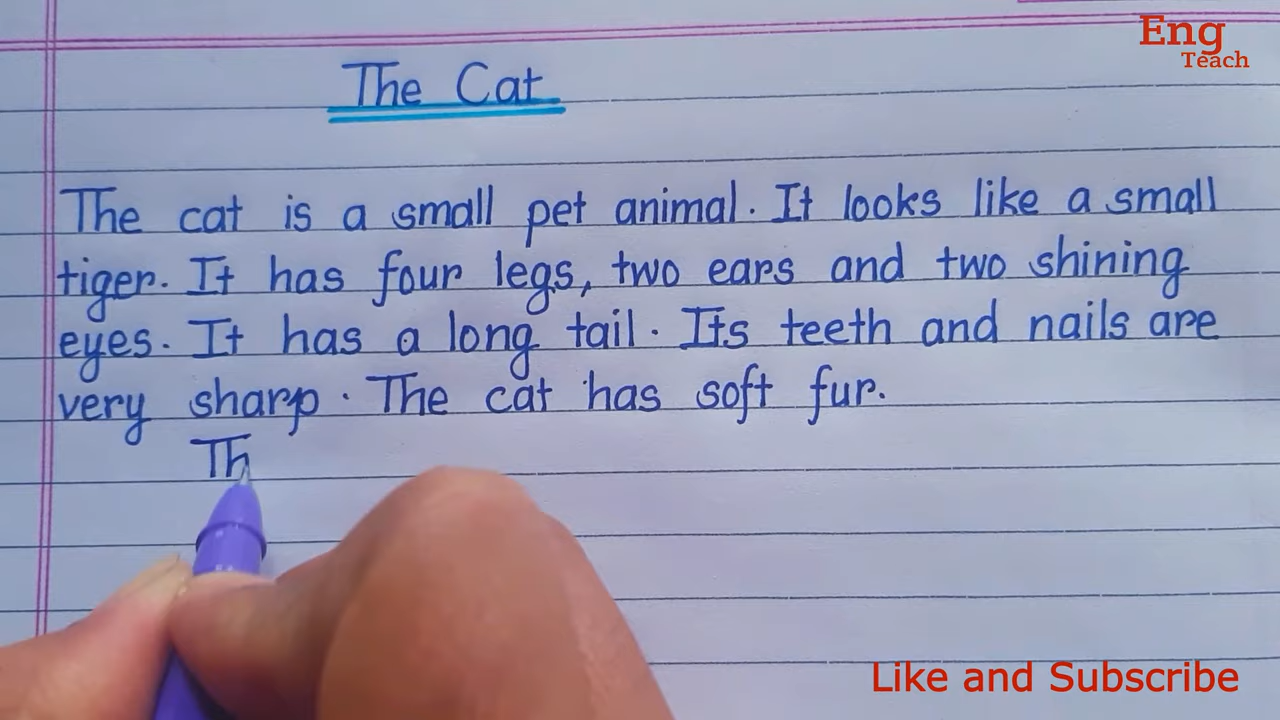 Eng
Teach
The Cat
The cat is a small pet animal. It looks like a small
tiger. It has four legs, two ears and two shining
eyes. It has a long tail. Its teeth and nails are
very sharp. The cat has soft fur.
Th
Like and Subscribe